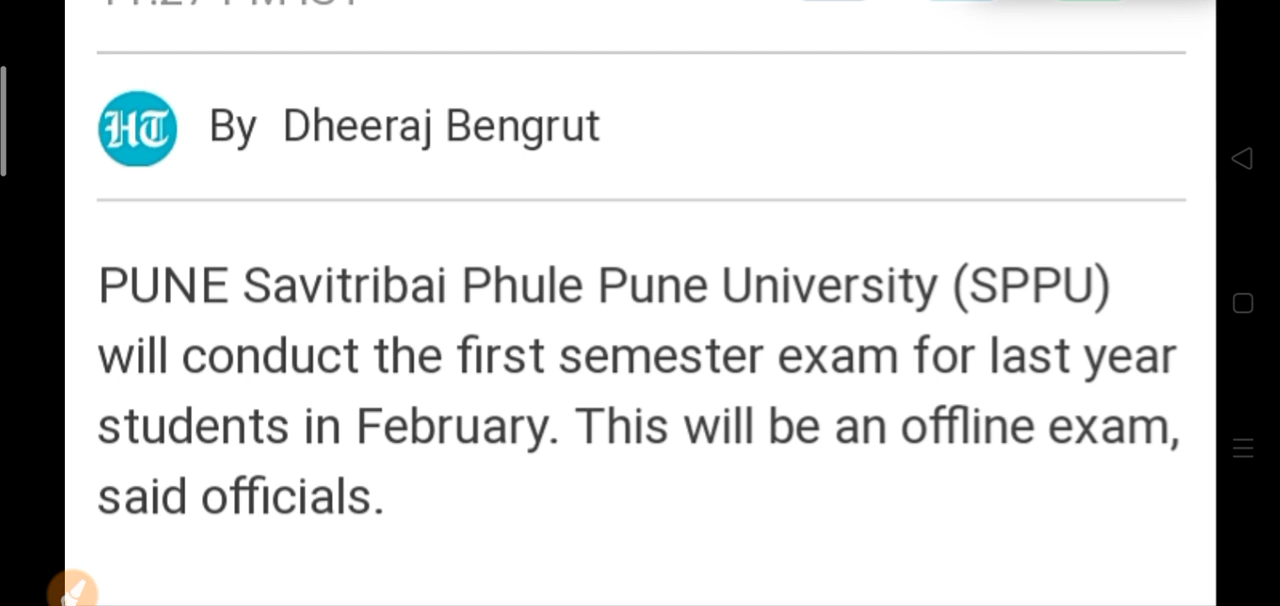 HT By Dheeraj Bengrut
PUNE Savitribai Phule Pune University (SPPU)
will conduct the first semester exam for last year
students in February. This will be an offline exam,
said officials.